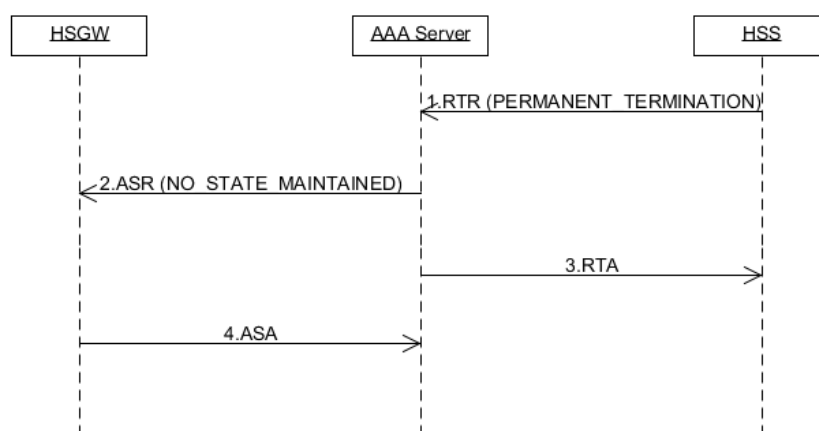 HSGW
AAA Server
HSS
1.RTR (PERMANENT_TERMINATION)
2.ASR (NO_STATE_MAINTAINED)
3.RTA
4.ASA